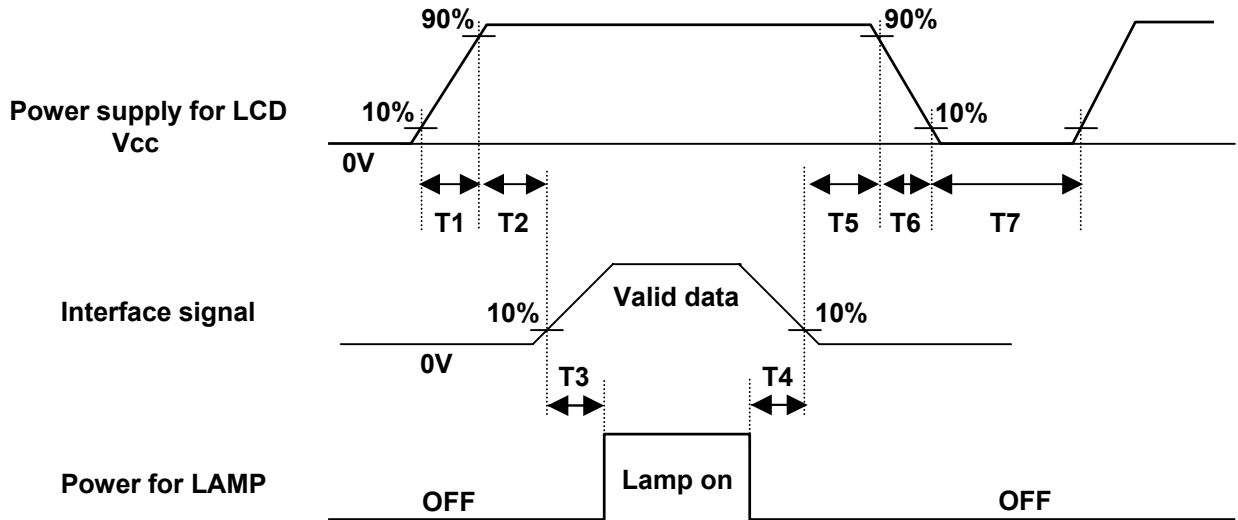 90%
90%
Power supply for LCD
Vcc
10%
10%
0V
T1
T2
T5
T6
T7
Interface signal
10%
Valid data
10%
0V
T3
T4
Power for LAMP
OFF
Lamp on
OFF